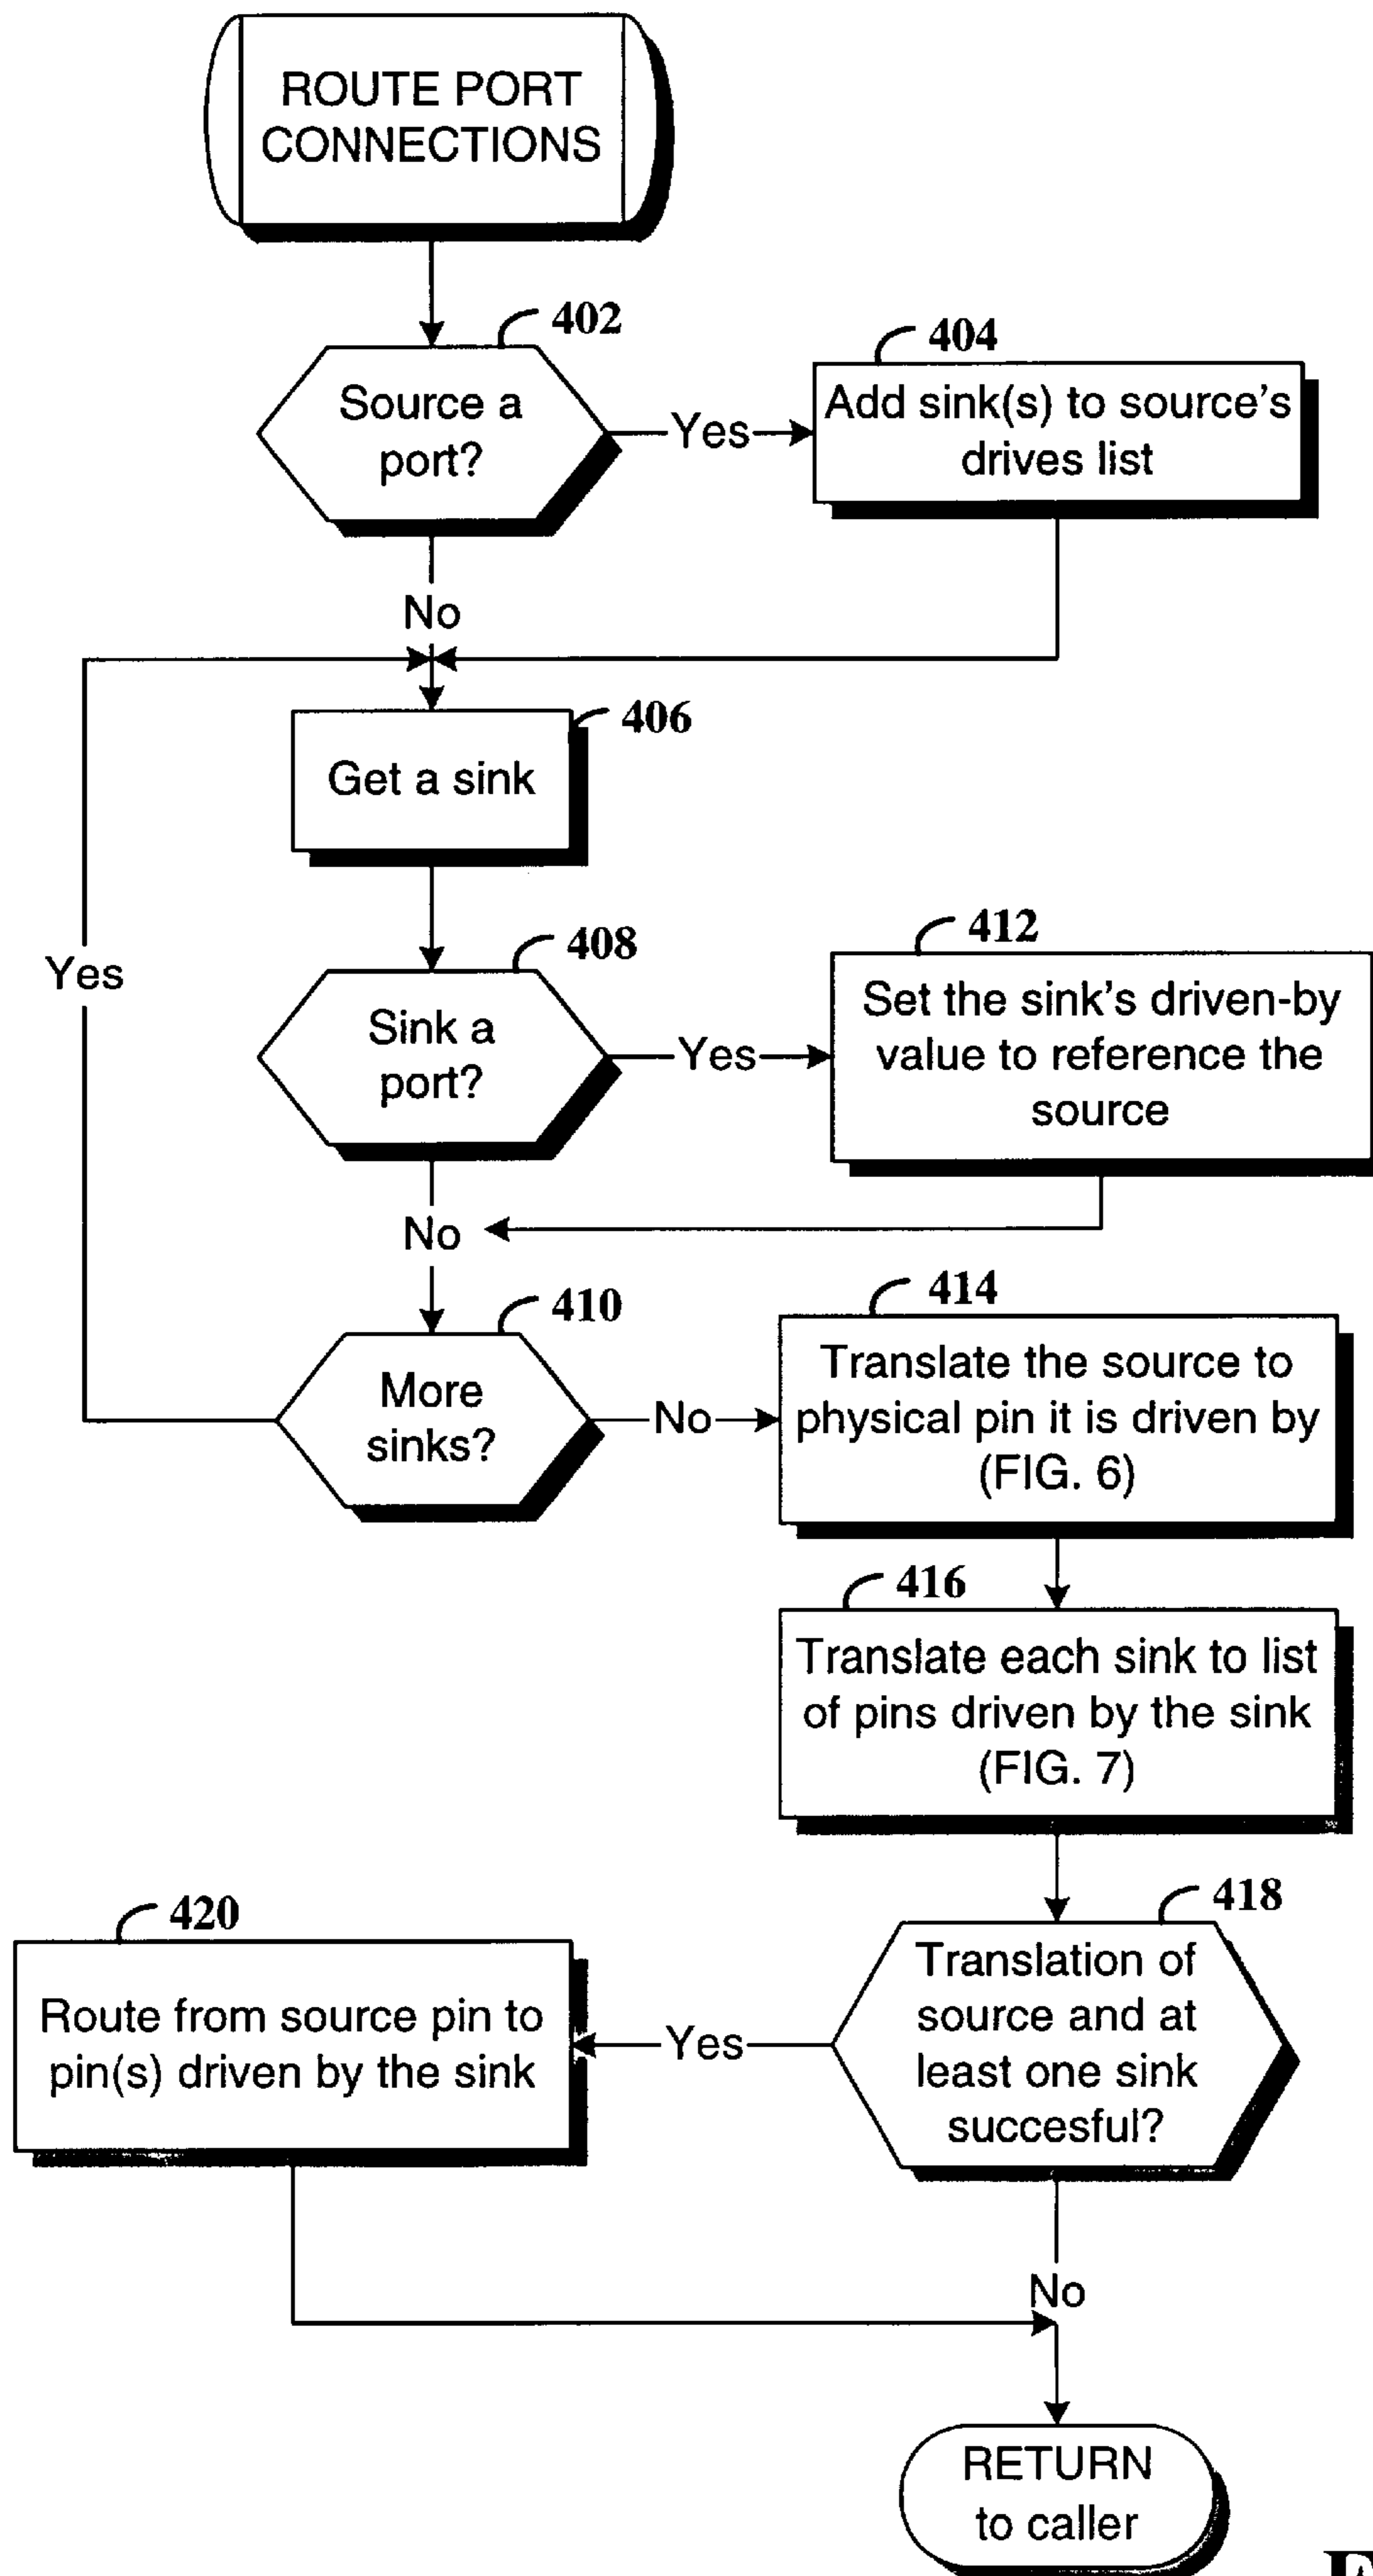 ROUTE PORT
CONNECTIONS
402
Source a
port?
Yes
404
Add sink(s) to source's
drives list
No
406
Get a sink
Yes
408
Sink a
port?
Yes
412
Set the sink's driven-by
value to reference the
source
No
410
More
sinks?
No
414
Translate the source to
physical pin it is driven by
(FIG. 6)
416
Translate each sink to list
of pins driven by the sink
(FIG. 7)
418
Translation of
source and at
least one sink
succesful?
Yes
420
Route from source pin to
pin(s) driven by the sink
No
RETURN
to caller